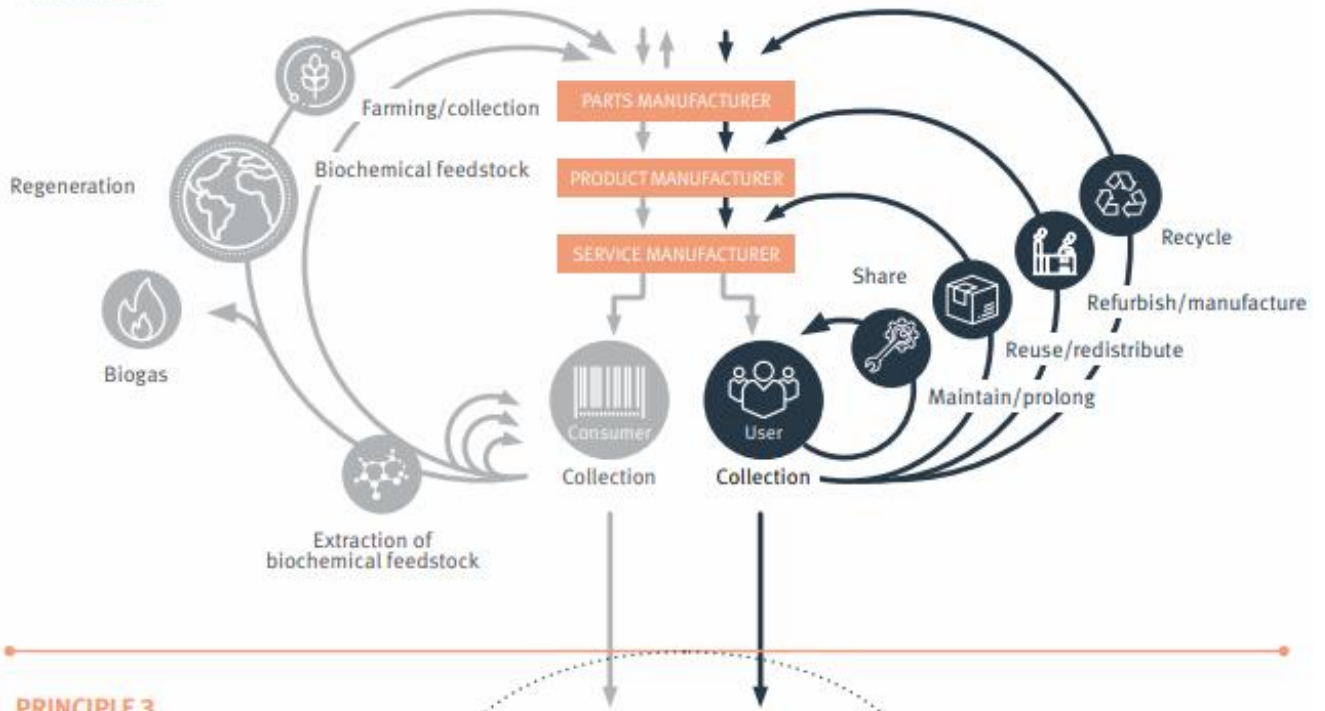 PARTS MANUFACTURER
Farming/collection
Biochemical feedstock
PRODUCT MANUFACTURER
Regeneration
SERVICE MANUFACTURER
Recycle
Share
Refurbish/manufacture
Reuse/redistribute
Biogas
Maintain/prolong
Consumer
User
Collection
Collection
Extraction of
biochemical feedstock
PRINCIPLE 3